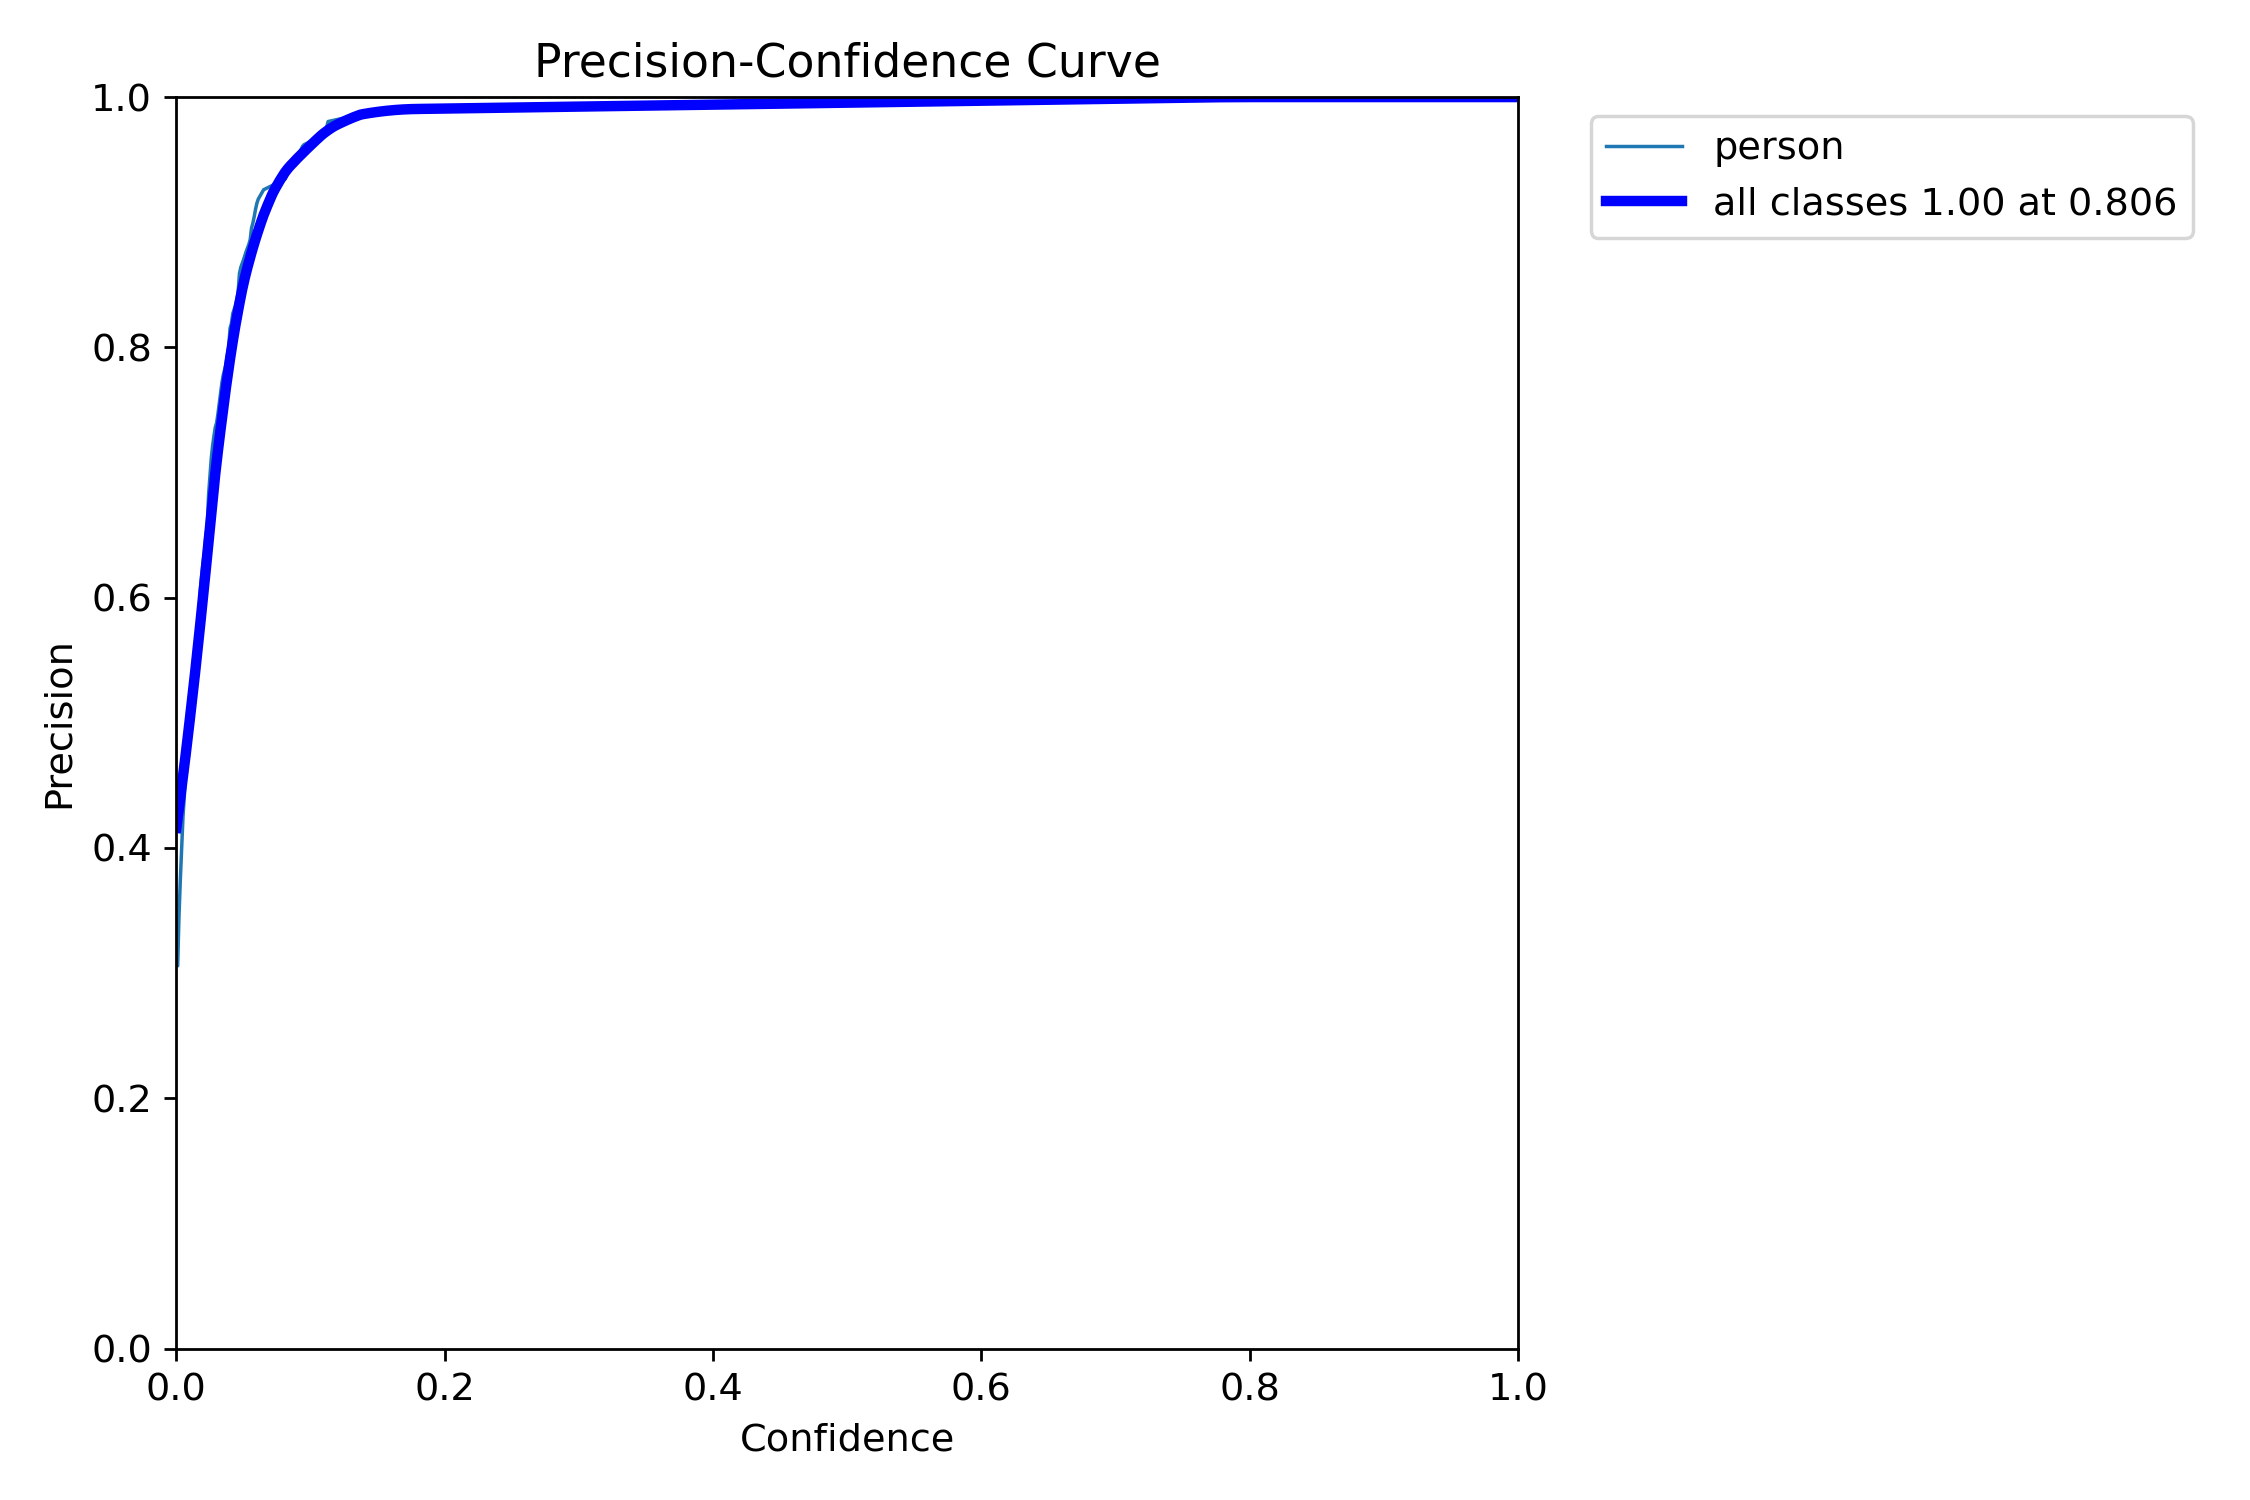 Precision-Confidence Curve
person
all classes 1.00 at 0.806
1.0
0.8
0.6
0.4
0.2
0.0
Precision
0.0 0.2 0.4 0.6 0.8 1.0
Confidence